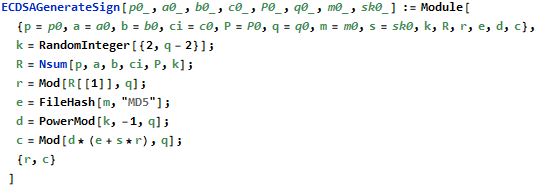 ECDSAGenerateSign[p0_, a0_, b0_, c0_, P0_, q0_, m0_, sk0_] := Module[
{p = p0, a = a0, b = b0, ci = c0, P = P0, q = q0, m = m0, s = sk0, k, R, r, e, d, c},
k = RandomInteger[{2, q - 2}];
R = Nsum[p, a, b, ci, P, k];
r = Mod[R[[1]], q];
e = FileHash[m, "MD5"];
d = PowerMod[k, -1, q];
c = Mod[d * (e + s * r), q];
{r, c}
]